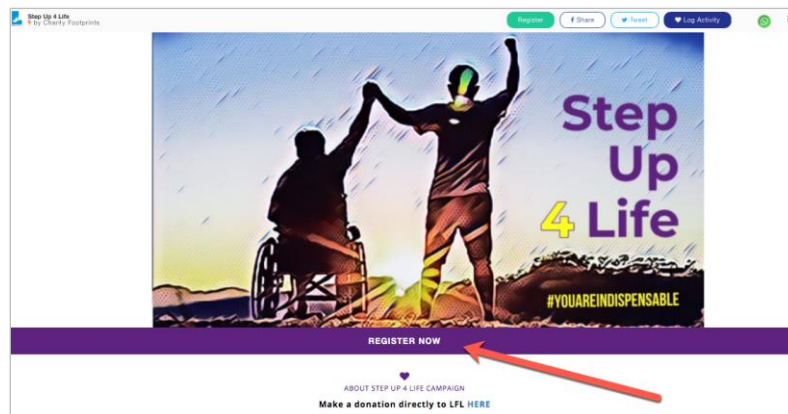 Step Up 4 Life
by Charity Footprints
Register
Share
Tweet
Log Activity
Step
Up
4 Life
#YOUAREINDISPENSABLE
REGISTER NOW
ABOUT STEP UP 4 LIFE CAMPAIGN
Make a donation directly to LFL HERE